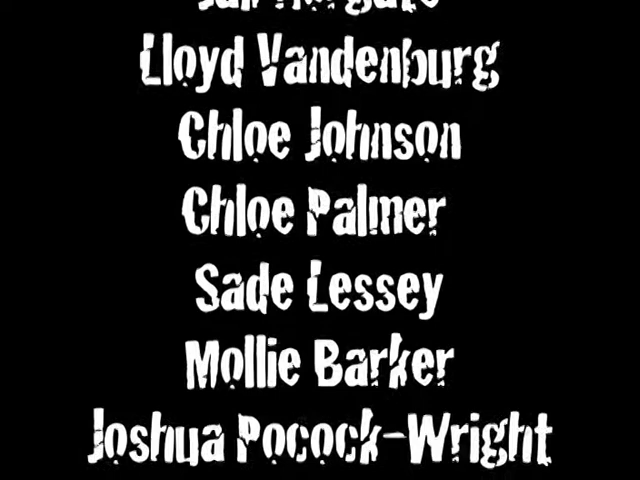 Lloyd Vandenburg
Chloe Johnson
Chloe Palmer
Sade Lessey
Mollie Barker
Joshua Pocock-Wright